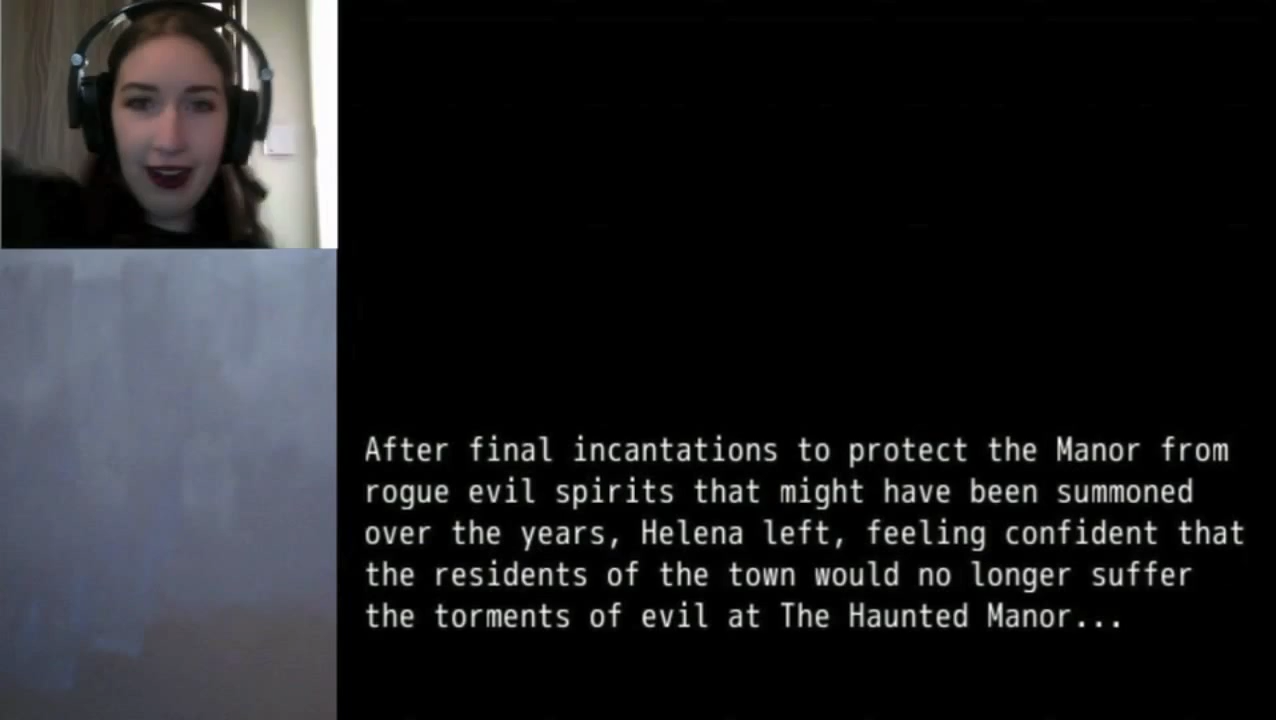 After final incantations to protect the Manor from
rogue evil spirits that might have been summoned
over the years, Helena left, feeling confident that
the residents of the town would no longer suffer
the torments of evil at The Haunted Manor...